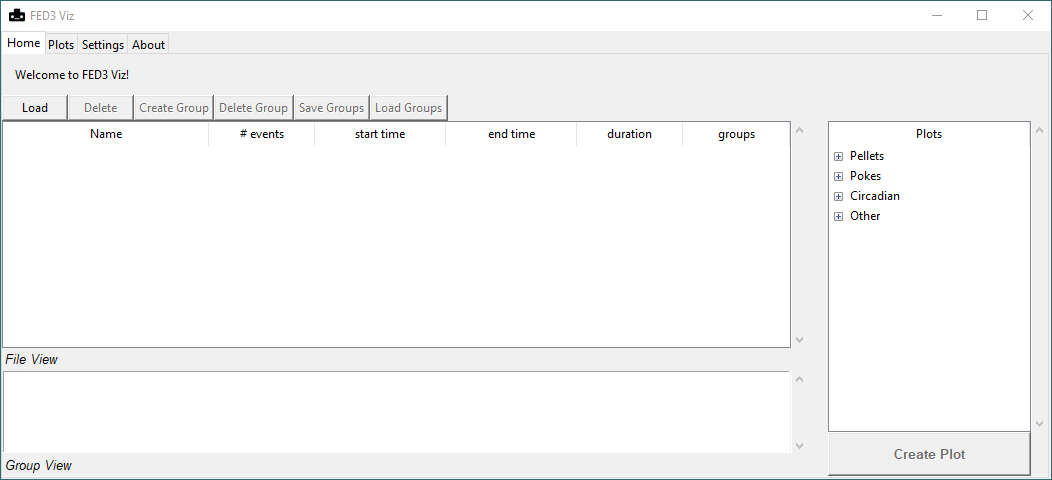 FED3 Viz
Home Plots Settings About
Welcome to FED3 Viz!
Load Delete Create Group Delete Group Save Groups Load Groups
Name # events start time end time duration groups
Plots
Pellets
Pokes
Circadian
Other
File View
Group View
Create Plot